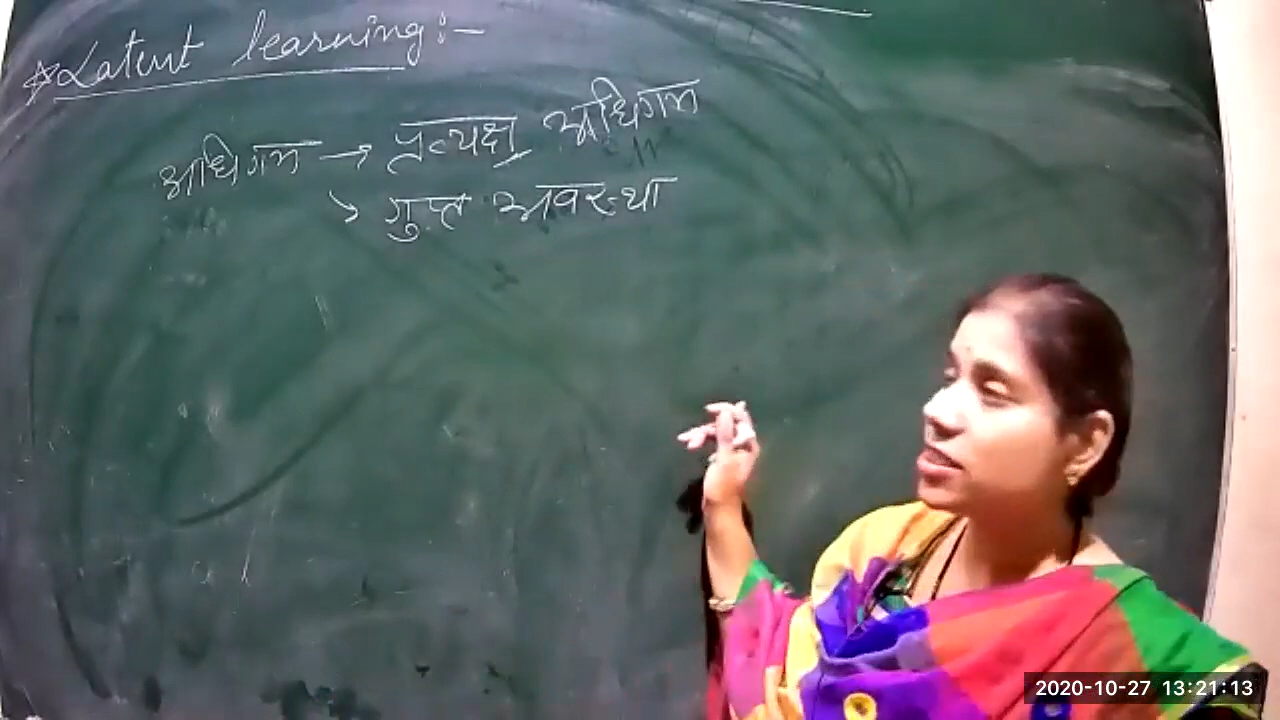 ☆ Latent learning :-
अधिगम → प्रत्यक्ष अधिगम
↘ गुप्त अवस्था
2020-10-27 13:21:13